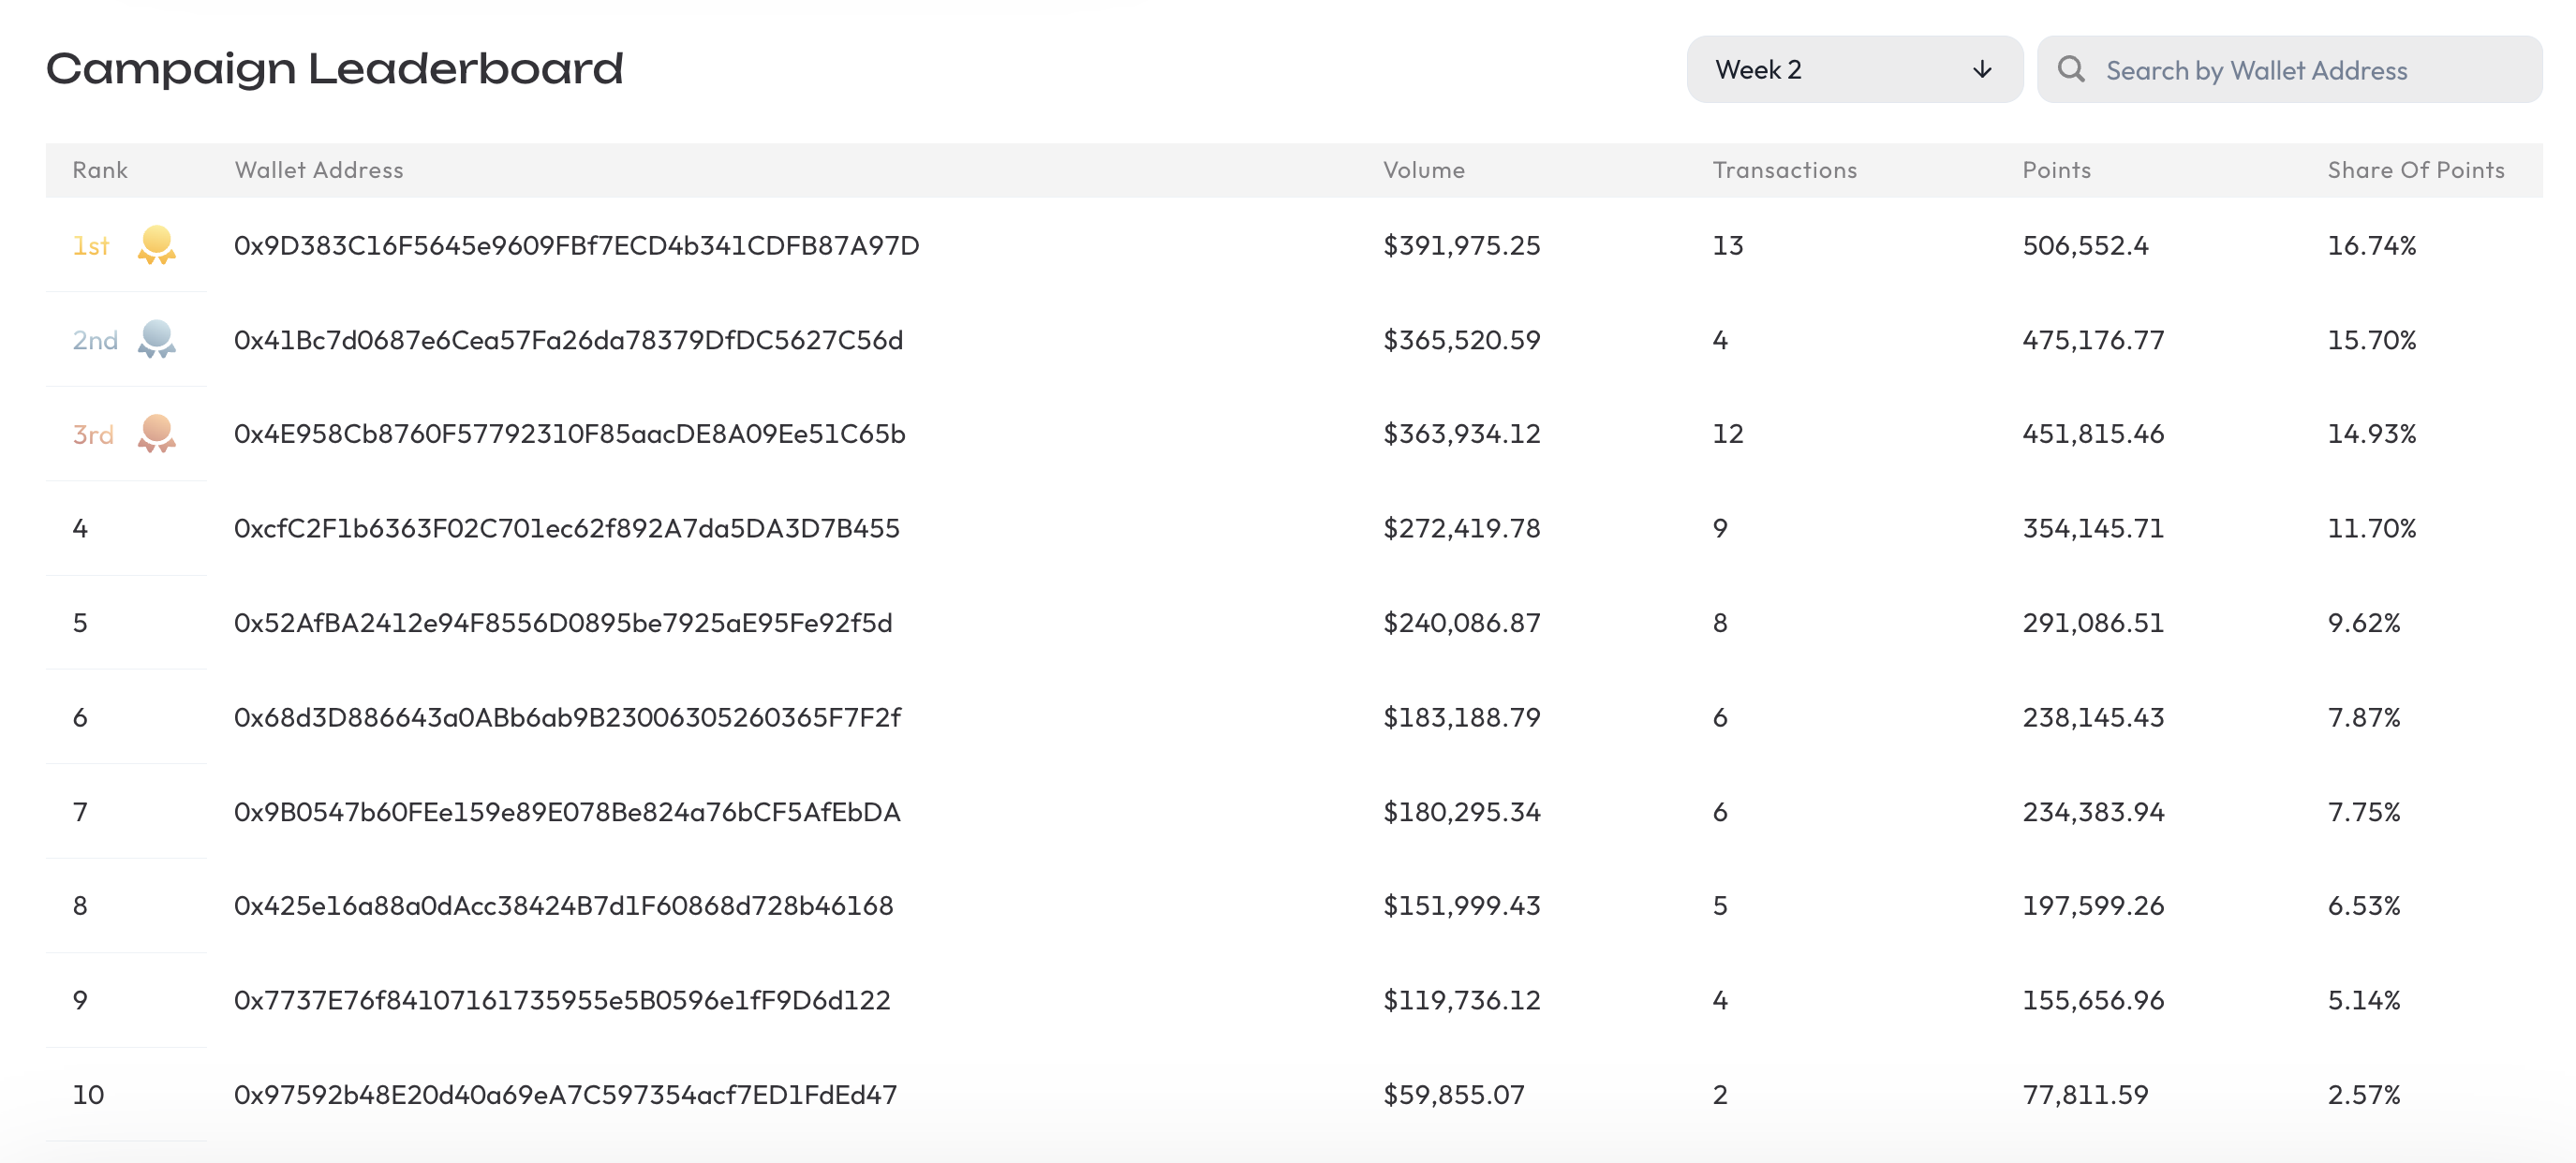 Campaign Leaderboard
Week 2
Search by Wallet Address
Rank Wallet Address Volume Transactions Points Share Of Points
1st 0x9D383C16F5645e9609FBf7ECD4b341CDFB87A97D $391,975.25 13 506,552.4 16.74%
2nd 0x41Bc7d0687e6Cea57Fa26da78379DfDC5627C56d $365,520.59 4 475,176.77 15.70%
3rd 0x4E958Cb8760F57792310F85aacDE8A09Ee51C65b $363,934.12 12 451,815.46 14.93%
4 0xcfC2F1b6363F02C701ec62f892A7da5DA3D7B455 $272,419.78 9 354,145.71 11.70%
5 0x52AfBA2412e94F8556D0895be7925aE95Fe92f5d $240,086.87 8 291,086.51 9.62%
6 0x68d3D886643a0ABb6ab9B23006305260365F7F2f $183,188.79 6 238,145.43 7.87%
7 0x9B0547b60FEe159e89E078Be824a76bCF5AfEbDA $180,295.34 6 234,383.94 7.75%
8 0x425e16a88a0dAcc38424B7d1F60868d728b46168 $151,999.43 5 197,599.26 6.53%
9 0x7737E76f84107161735955e5B0596e1fF9D6d122 $119,736.12 4 155,656.96 5.14%
10 0x97592b48E20d40a69eA7C597354acf7ED1FdEd47 $59,855.07 2 77,811.59 2.57%